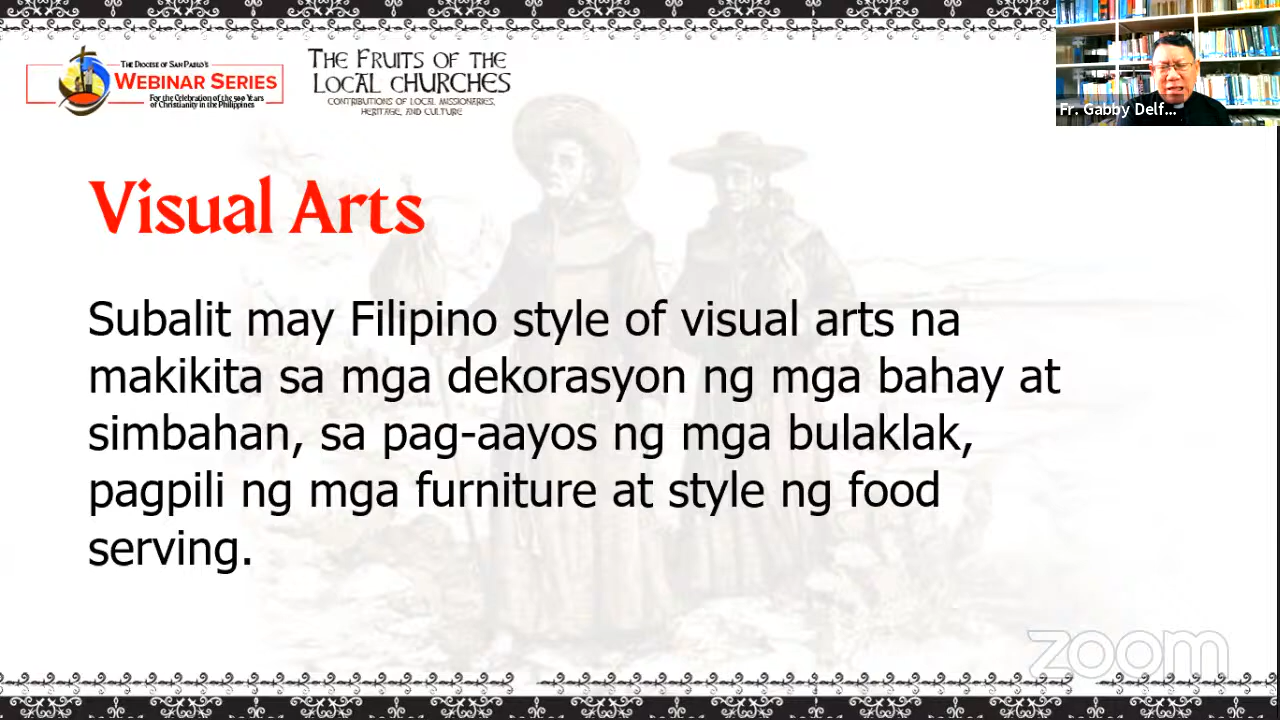 THE DIOCESE OF SAN PABLO'S
WEBINAR SERIES
For the Celebration of the 500 Years
of Christianity in the Philippines
THE FRUITS OF THE
LOCAL CHURCHES
CONTRIBUTIONS OF LOCAL MISSIONARIES,
HERITAGE, AND CULTURE
Fr. Gabby Delf...
Visual Arts
Subalit may Filipino style of visual arts na
makikita sa mga dekorasyon ng mga bahay at
simbahan, sa pag-aayos ng mga bulaklak,
pagpili ng mga furniture at style ng food
serving.
zoom